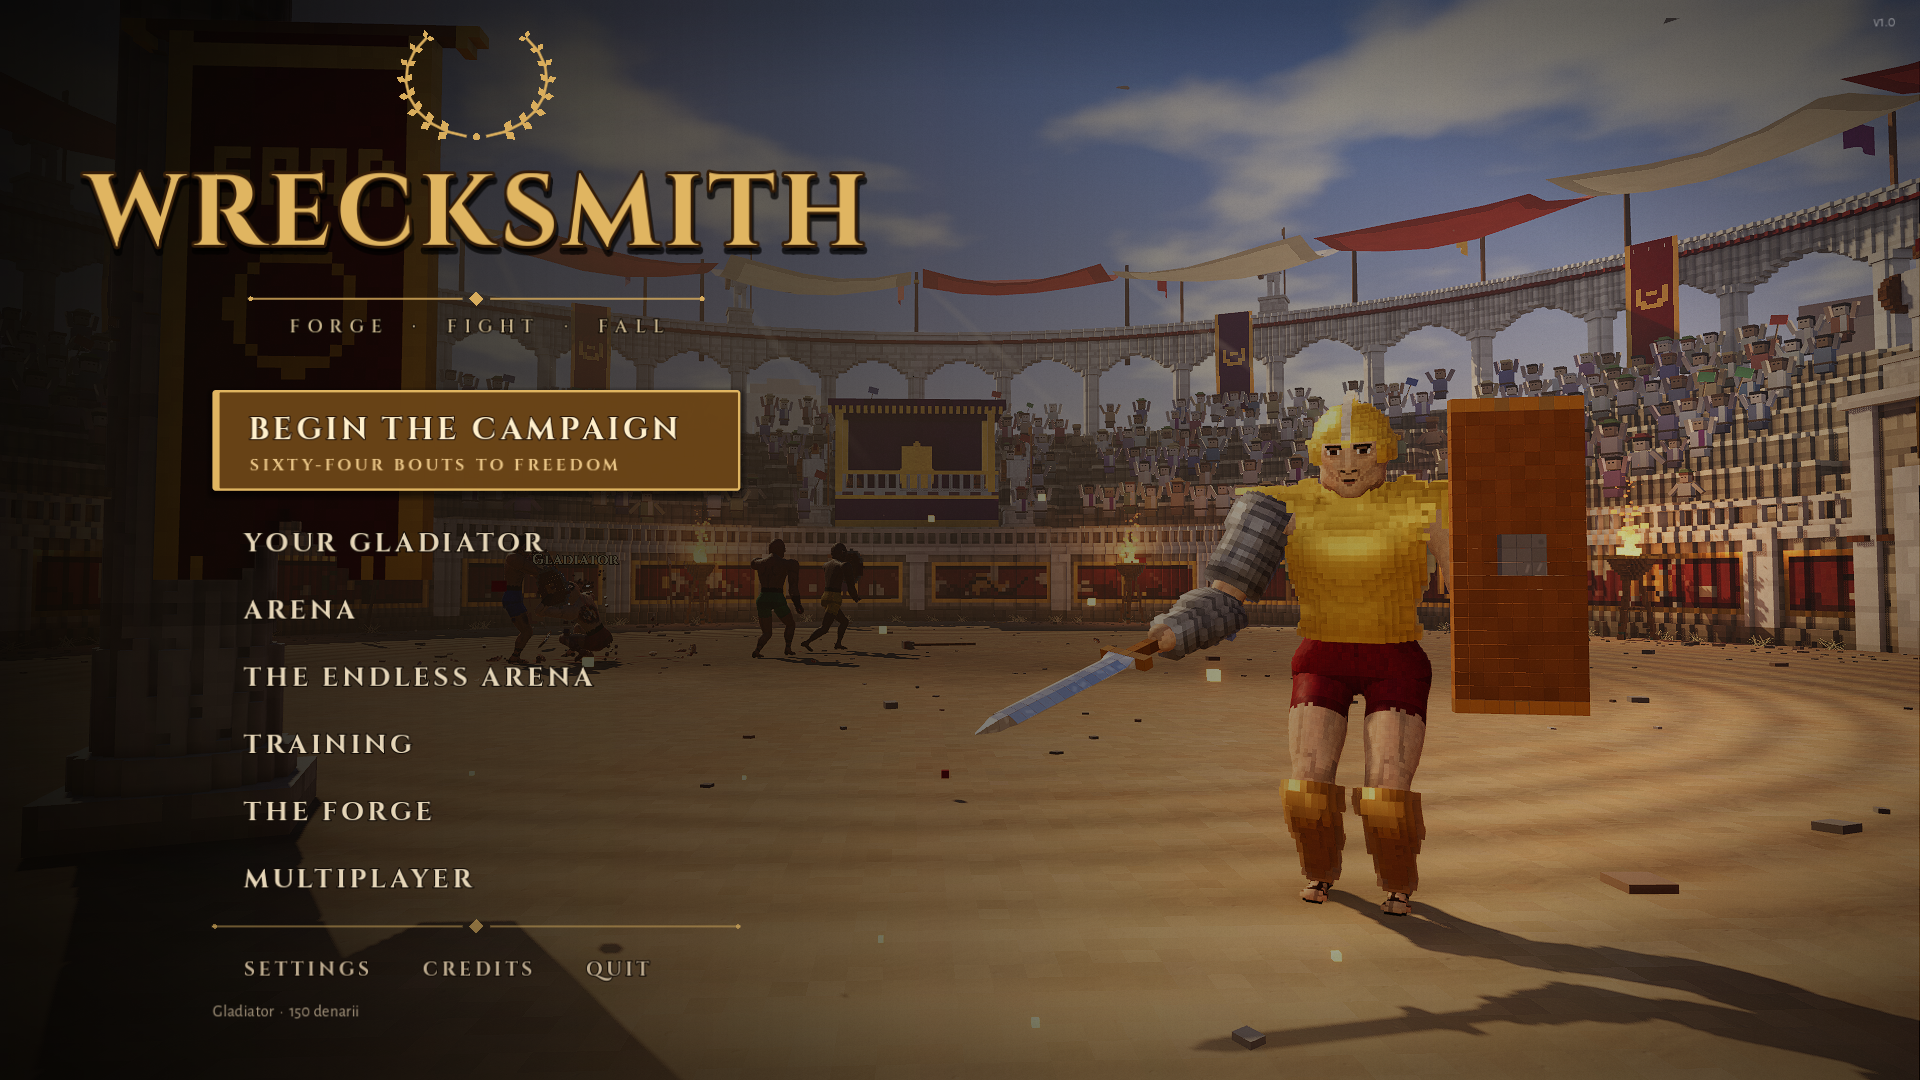 v1.0
WRECKSMITH
FORGE · FIGHT · FALL
BEGIN THE CAMPAIGN
SIXTY-FOUR BOUTS TO FREEDOM
YOUR GLADIATOR
GLADIATOR
ARENA
THE ENDLESS ARENA
TRAINING
THE FORGE
MULTIPLAYER
SETTINGS CREDITS QUIT
Gladiator · 150 denarii